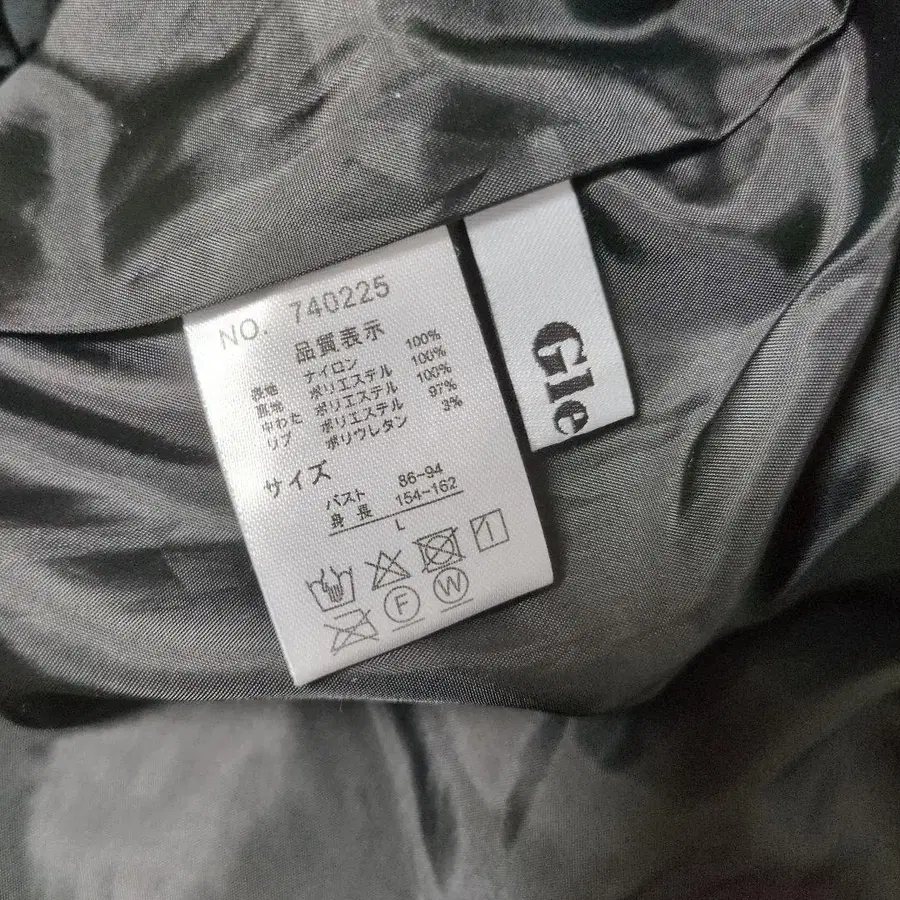 NO. 740225
品質表示
表地 ナイロン 100%
裏地 ポリエステル 100%
中わた ポリエステル 100%
リブ ポリエステル 97%
ポリウレタン 3%
サイズ
バスト 86-94
身長 154-162
L
F W
Gle